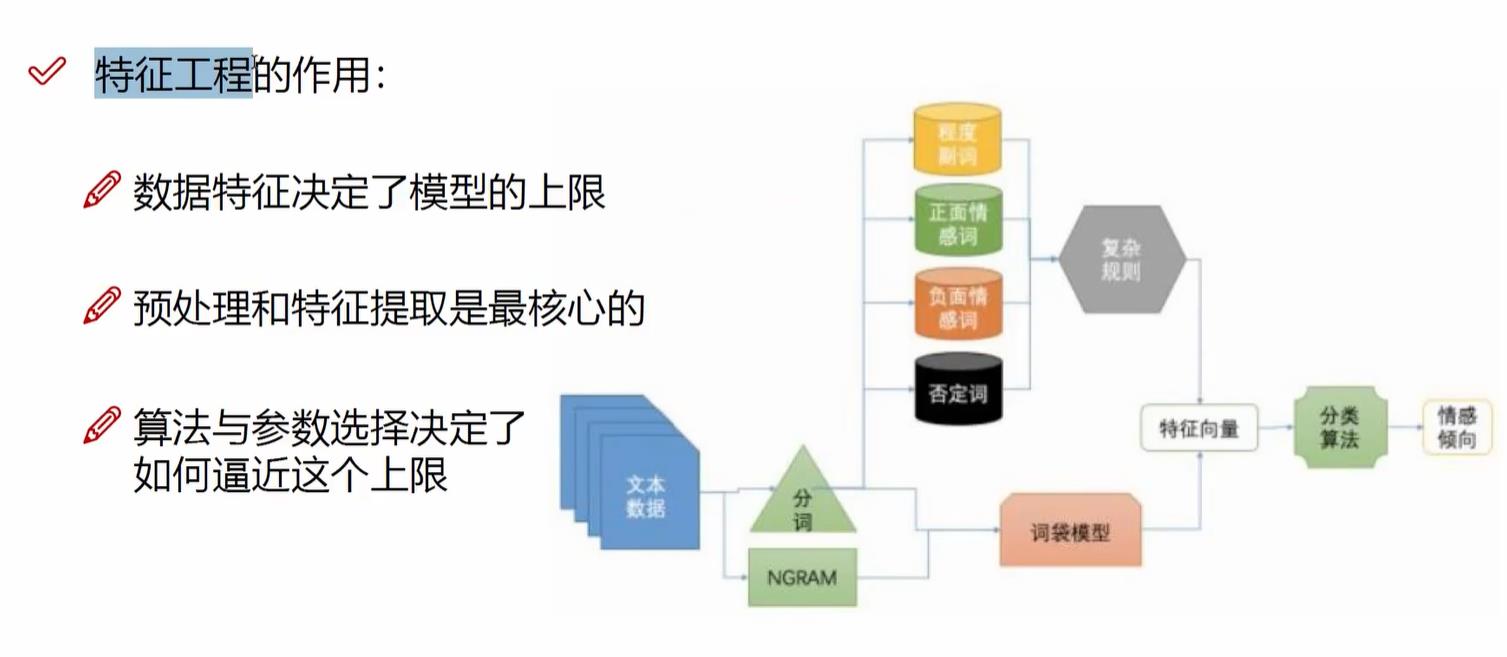 特征工程的作用：
数据特征决定了模型的上限
预处理和特征提取是最核心的
算法与参数选择决定了
如何逼近这个上限
程度
副词
正面情
感词
负面情
感词
否定词
复杂
规则
文本
数据
分
词
NGRAM
词袋模型
特征向量
分类
算法
情感
倾向